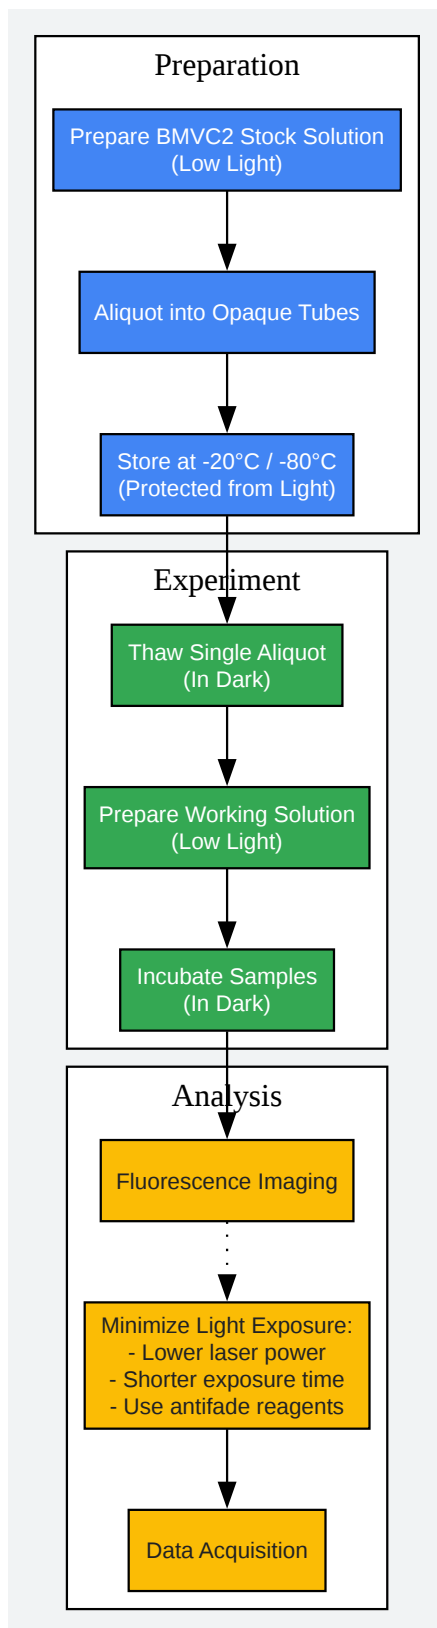 Preparation
Prepare BMVC2 Stock Solution
(Low Light)
Aliquot into Opaque Tubes
Store at -20°C / -80°C
(Protected from Light)
Experiment
Thaw Single Aliquot
(In Dark)
Prepare Working Solution
(Low Light)
Incubate Samples
(In Dark)
Analysis
Fluorescence Imaging
Minimize Light Exposure:
- Lower laser power
- Shorter exposure time
- Use antifade reagents
Data Acquisition